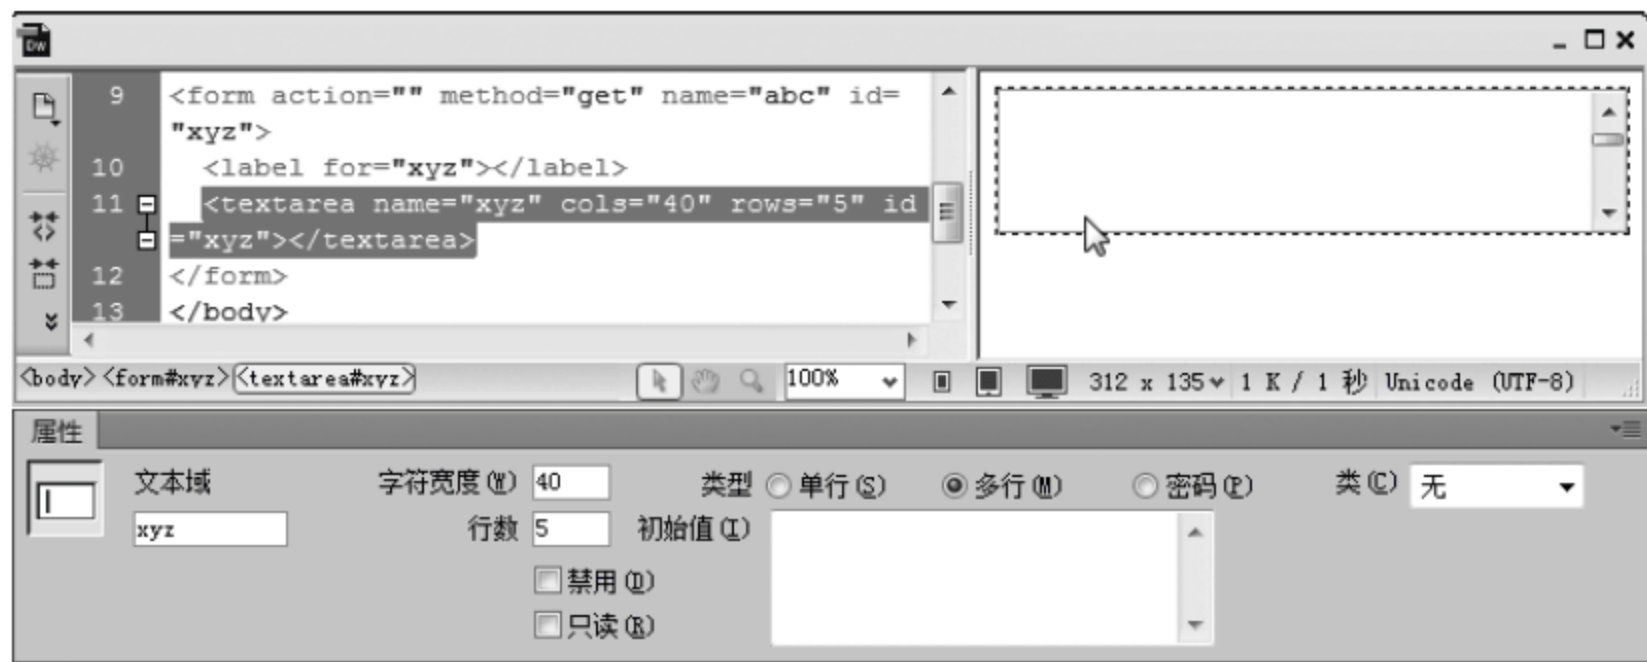 Dw
9 <form action="" method="get" name="abc" id=
"xyz">
10 <label for="xyz"></label>
11 <textarea name="xyz" cols="40" rows="5" id
="xyz"></textarea>
12 </form>
13 </body>
<body> <form#xyz> <textarea#xyz> 100% 312 x 135 1 K / 1 秒 Unicode (UTF-8)
属性
文本域 字符宽度(W) 40 类型 单行(S) 多行(M) 密码(P) 类(C) 无
xyz 行数 5 初始值(I)
禁用(D)
只读(R)